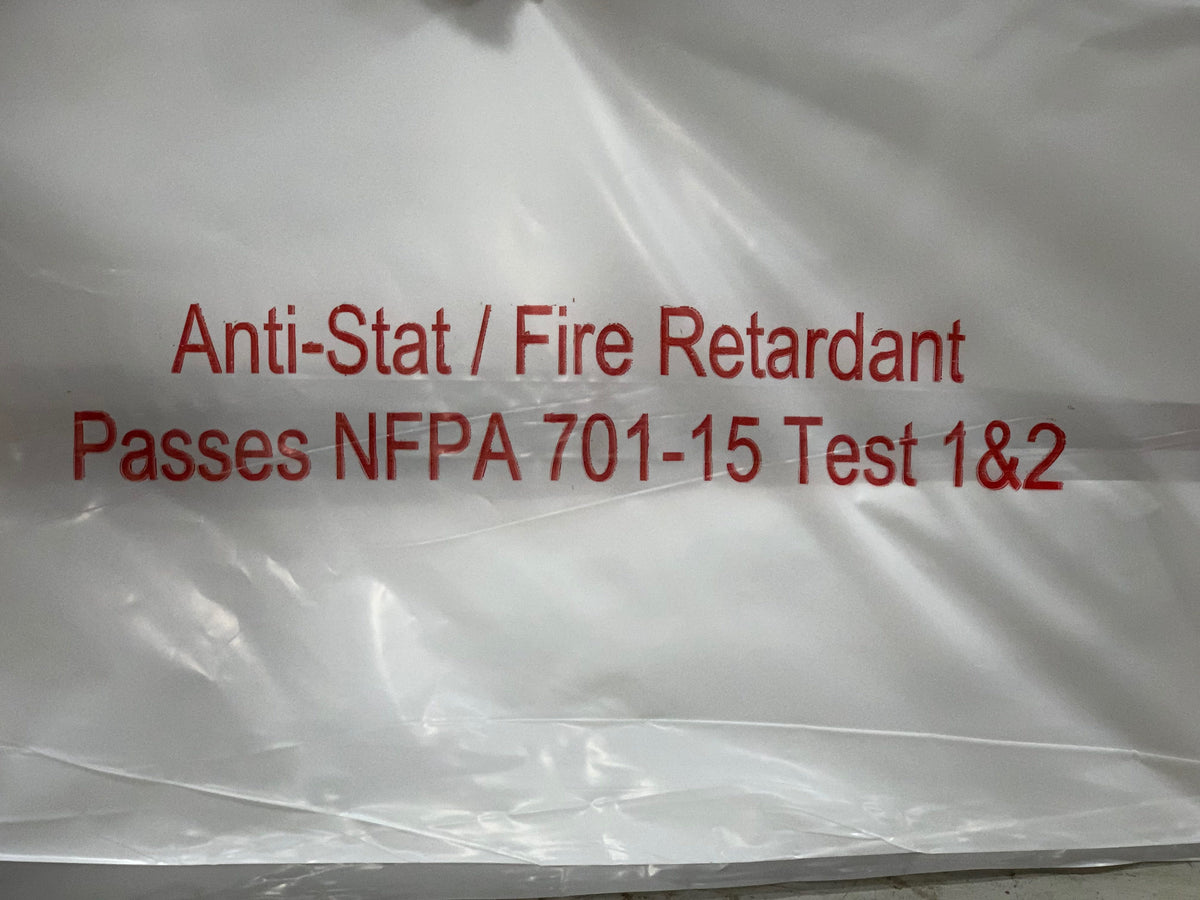 Anti-Stat / Fire Retardant
Passes NFPA 701-15 Test 1&2